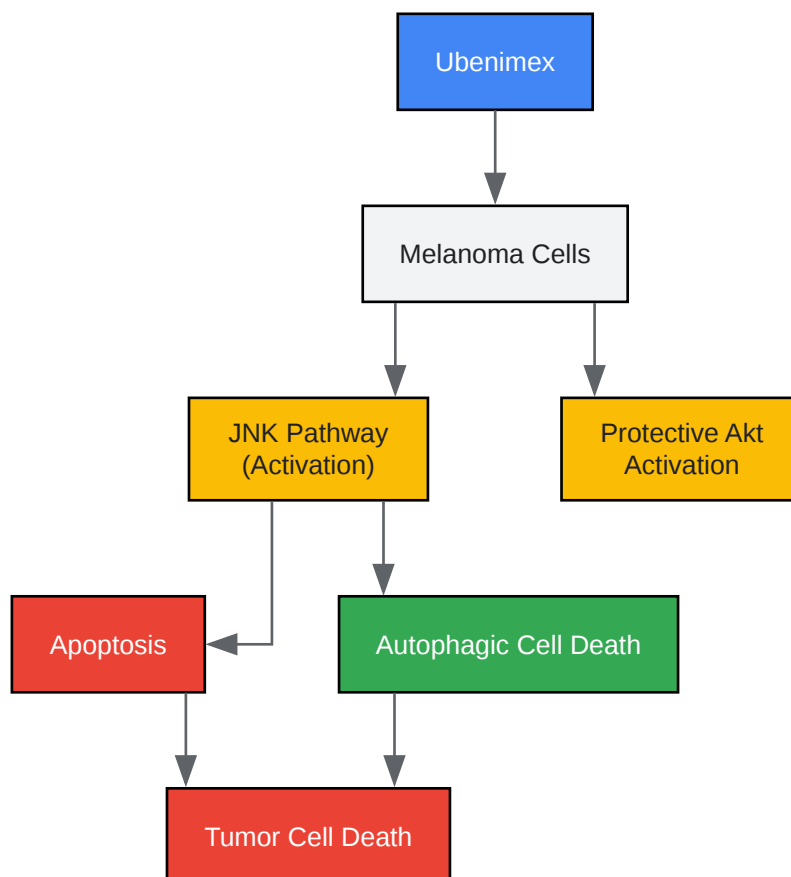 Ubenimex
Melanoma Cells
JNK Pathway
(Activation)
Protective Akt
Activation
Apoptosis
Autophagic Cell Death
Tumor Cell Death